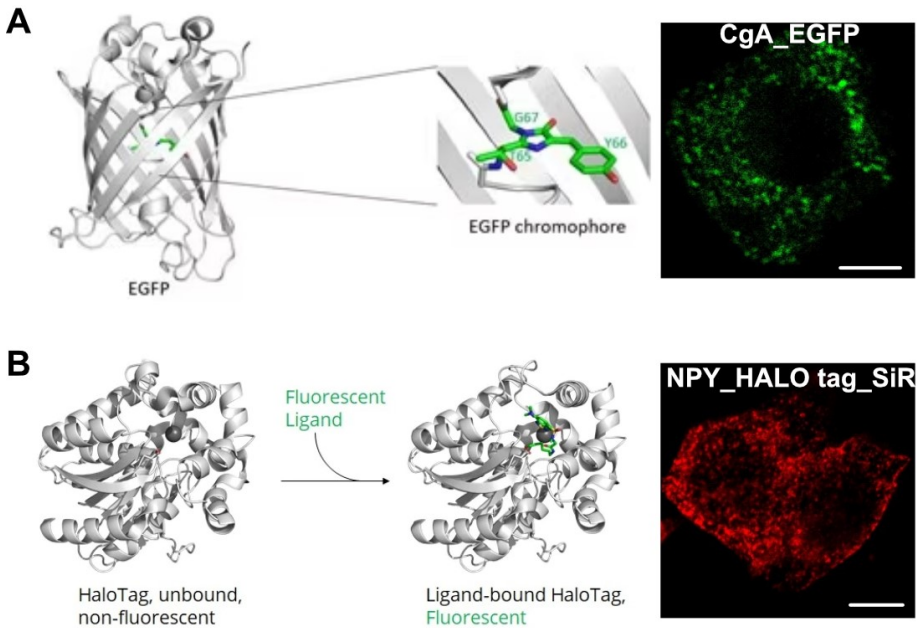 A
CgA_EGFP
G67
Y66
T65
EGFP chromophore
EGFP
B
NPY_HALO tag_SiR
Fluorescent
Ligand
HaloTag, unbound,
non-fluorescent
Ligand-bound HaloTag,
Fluorescent